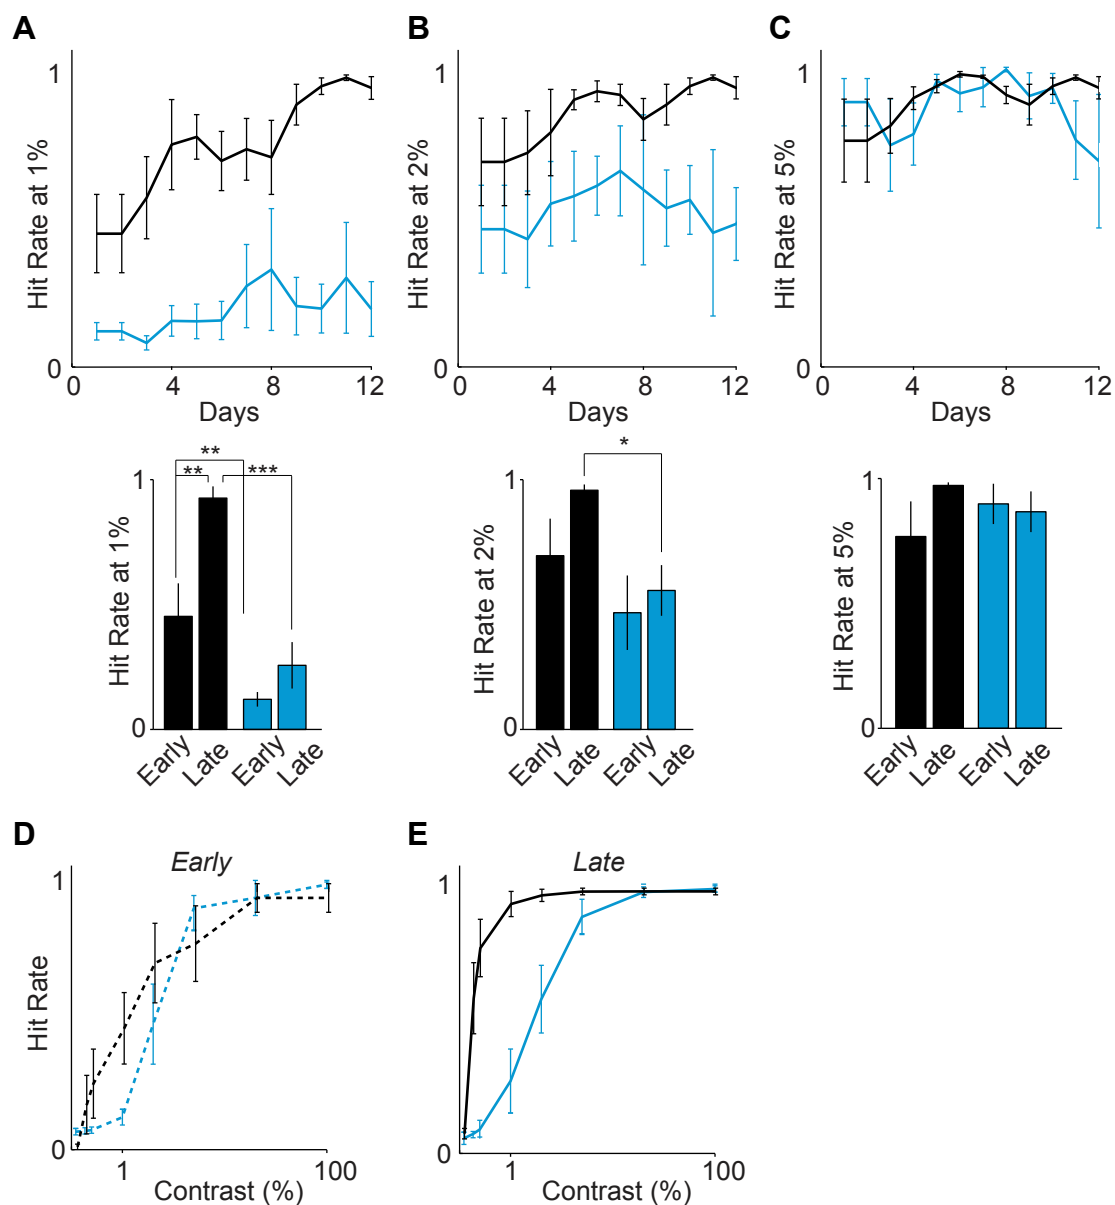 A
B
C
1
1
1
Hit Rate at 1%
Hit Rate at 2%
Hit Rate at 5%
0
0
0
0 4 8 12
0 4 8 12
0 4 8 12
Days
Days
Days
**
** ***
*
1
1
1
Hit Rate at 1%
Hit Rate at 2%
Hit Rate at 5%
0
0
0
Early Late Early Late
Early Late Early Late
Early Late Early Late
D
E
Early
Late
1
1
Hit Rate
0
0
1 100
1 100
Contrast (%)
Contrast (%)